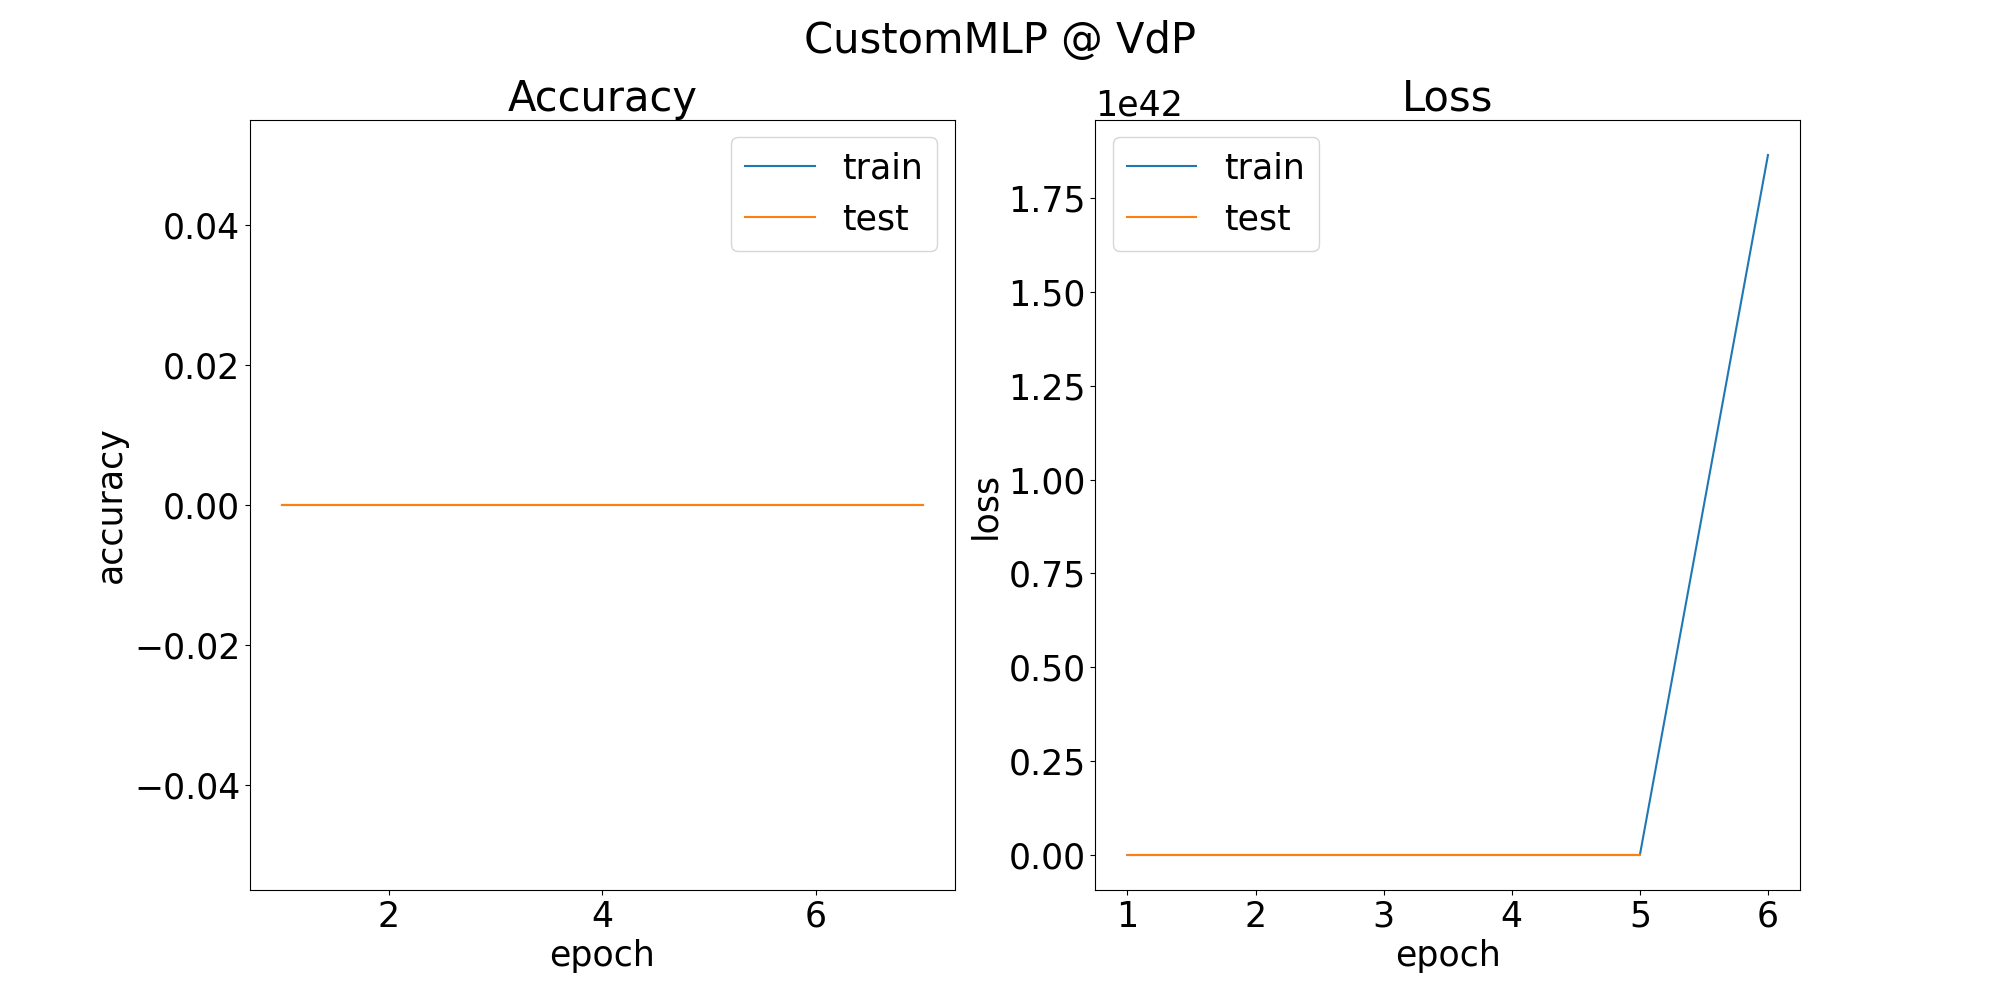 CustomMLP @ VdP
Accuracy
train
test
0.04
0.02
0.00
−0.02
−0.04
accuracy
2 4 6
epoch
Loss
1e42
train
test
1.75
1.50
1.25
1.00
0.75
0.50
0.25
0.00
loss
1 2 3 4 5 6
epoch